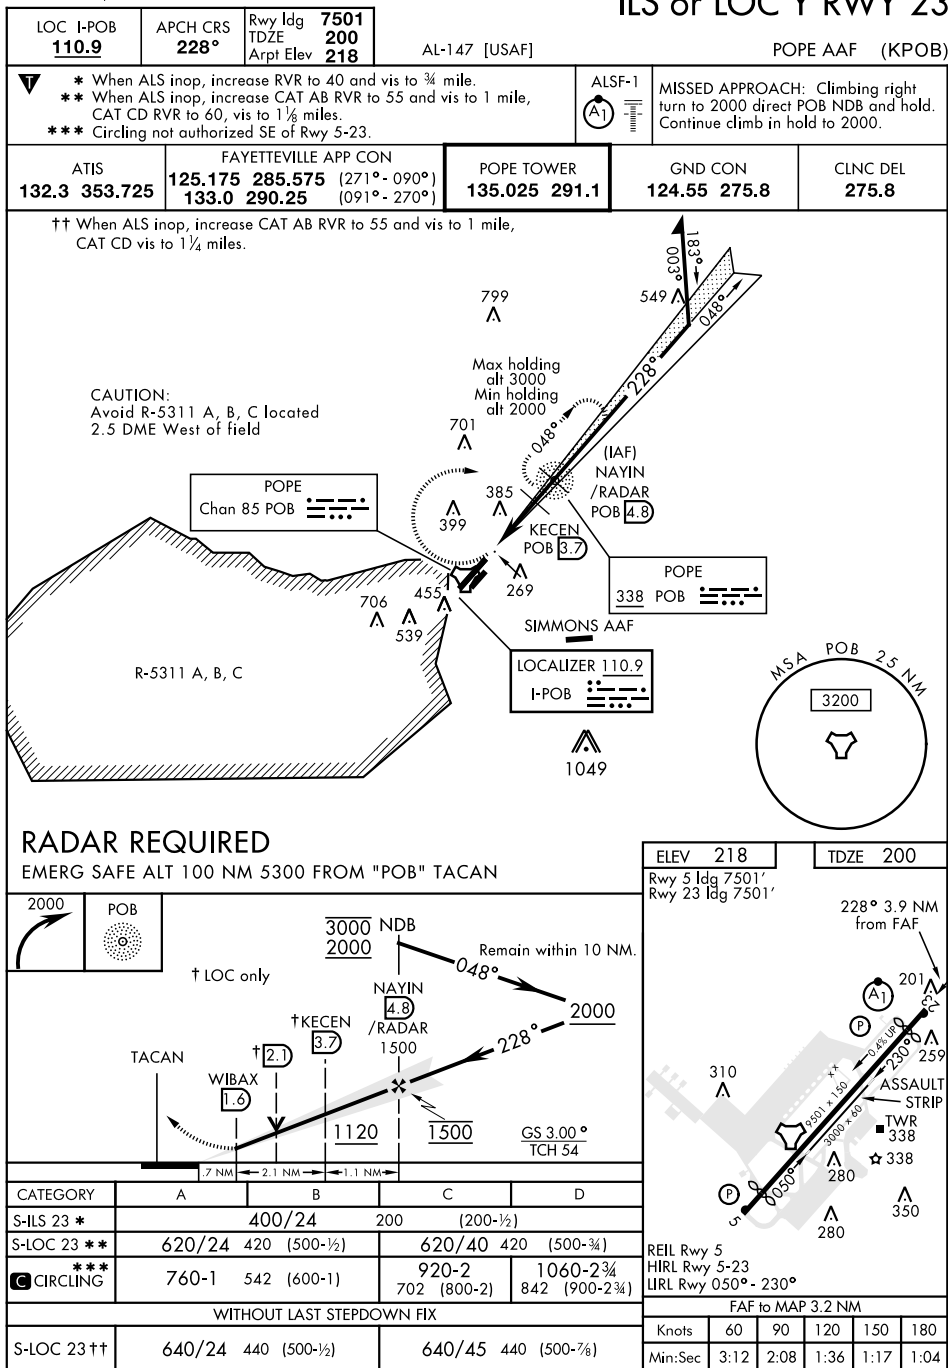 ILS or LOC Y RWY 23
LOC I-POB
110.9
APCH CRS
228°
Rwy ldg 7501
TDZE 200
Arpt Elev 218
AL-147 [USAF]
POPE AAF (KPOB)
T
* When ALS inop, increase RVR to 40 and vis to ¾ mile.
** When ALS inop, increase CAT AB RVR to 55 and vis to 1 mile,
CAT CD RVR to 60, vis to 1⅛ miles.
*** Circling not authorized SE of Rwy 5-23.
ALSF-1
A1
MISSED APPROACH: Climbing right
turn to 2000 direct POB NDB and hold.
Continue climb in hold to 2000.
ATIS
132.3 353.725
FAYETTEVILLE APP CON
125.175 285.575 (271°-090°)
133.0 290.25 (091°-270°)
POPE TOWER
135.025 291.1
GND CON
124.55 275.8
CLNC DEL
275.8
†† When ALS inop, increase CAT AB RVR to 55 and vis to 1 mile,
CAT CD vis to 1¼ miles.
183°
003°
799
549
048°
228°
Max holding
alt 3000
Min holding
alt 2000
048°
CAUTION:
Avoid R-5311 A, B, C located
2.5 DME West of field
701
(IAF)
NAYIN
/RADAR
POB 4.8
POPE
Chan 85 POB
385
399
KECEN
POB 3.7
POPE
338 POB
269
455
706
539
SIMMONS AAF
R-5311 A, B, C
LOCALIZER 110.9
I-POB
1049
MSA POB 25 NM
3200
RADAR REQUIRED
EMERG SAFE ALT 100 NM 5300 FROM "POB" TACAN
2000
POB
3000 NDB
2000
Remain within 10 NM.
048°
† LOC only
NAYIN
4.8
/RADAR
1500
2000
†KECEN
3.7
228°
†2.1
TACAN
WIBAX
1.6
1120
1500
GS 3.00°
TCH 54
.7 NM
2.1 NM
1.1 NM
ELEV 218
TDZE 200
Rwy 5 ldg 7501'
Rwy 23 ldg 7501'
228° 3.9 NM
from FAF
A1
201
23
P
0.4% UP
230°
259
310
ASSAULT
STRIP
9501 x 150
3000 x 60
TWR
338
338
050°
280
P
5
280
350
REIL Rwy 5
HIRL Rwy 5-23
LIRL Rwy 050°-230°
CATEGORY A B C D
S-ILS 23 * 400/24 200 (200-½)
S-LOC 23 ** 620/24 420 (500-½) 620/40 420 (500-¾)
C CIRCLING *** 760-1 542 (600-1) 920-2 702 (800-2) 1060-2¾ 842 (900-2¾)
WITHOUT LAST STEPDOWN FIX
S-LOC 23 †† 640/24 440 (500-½) 640/45 440 (500-⅞)
FAF to MAP 3.2 NM
Knots 60 90 120 150 180
Min:Sec 3:12 2:08 1:36 1:17 1:04